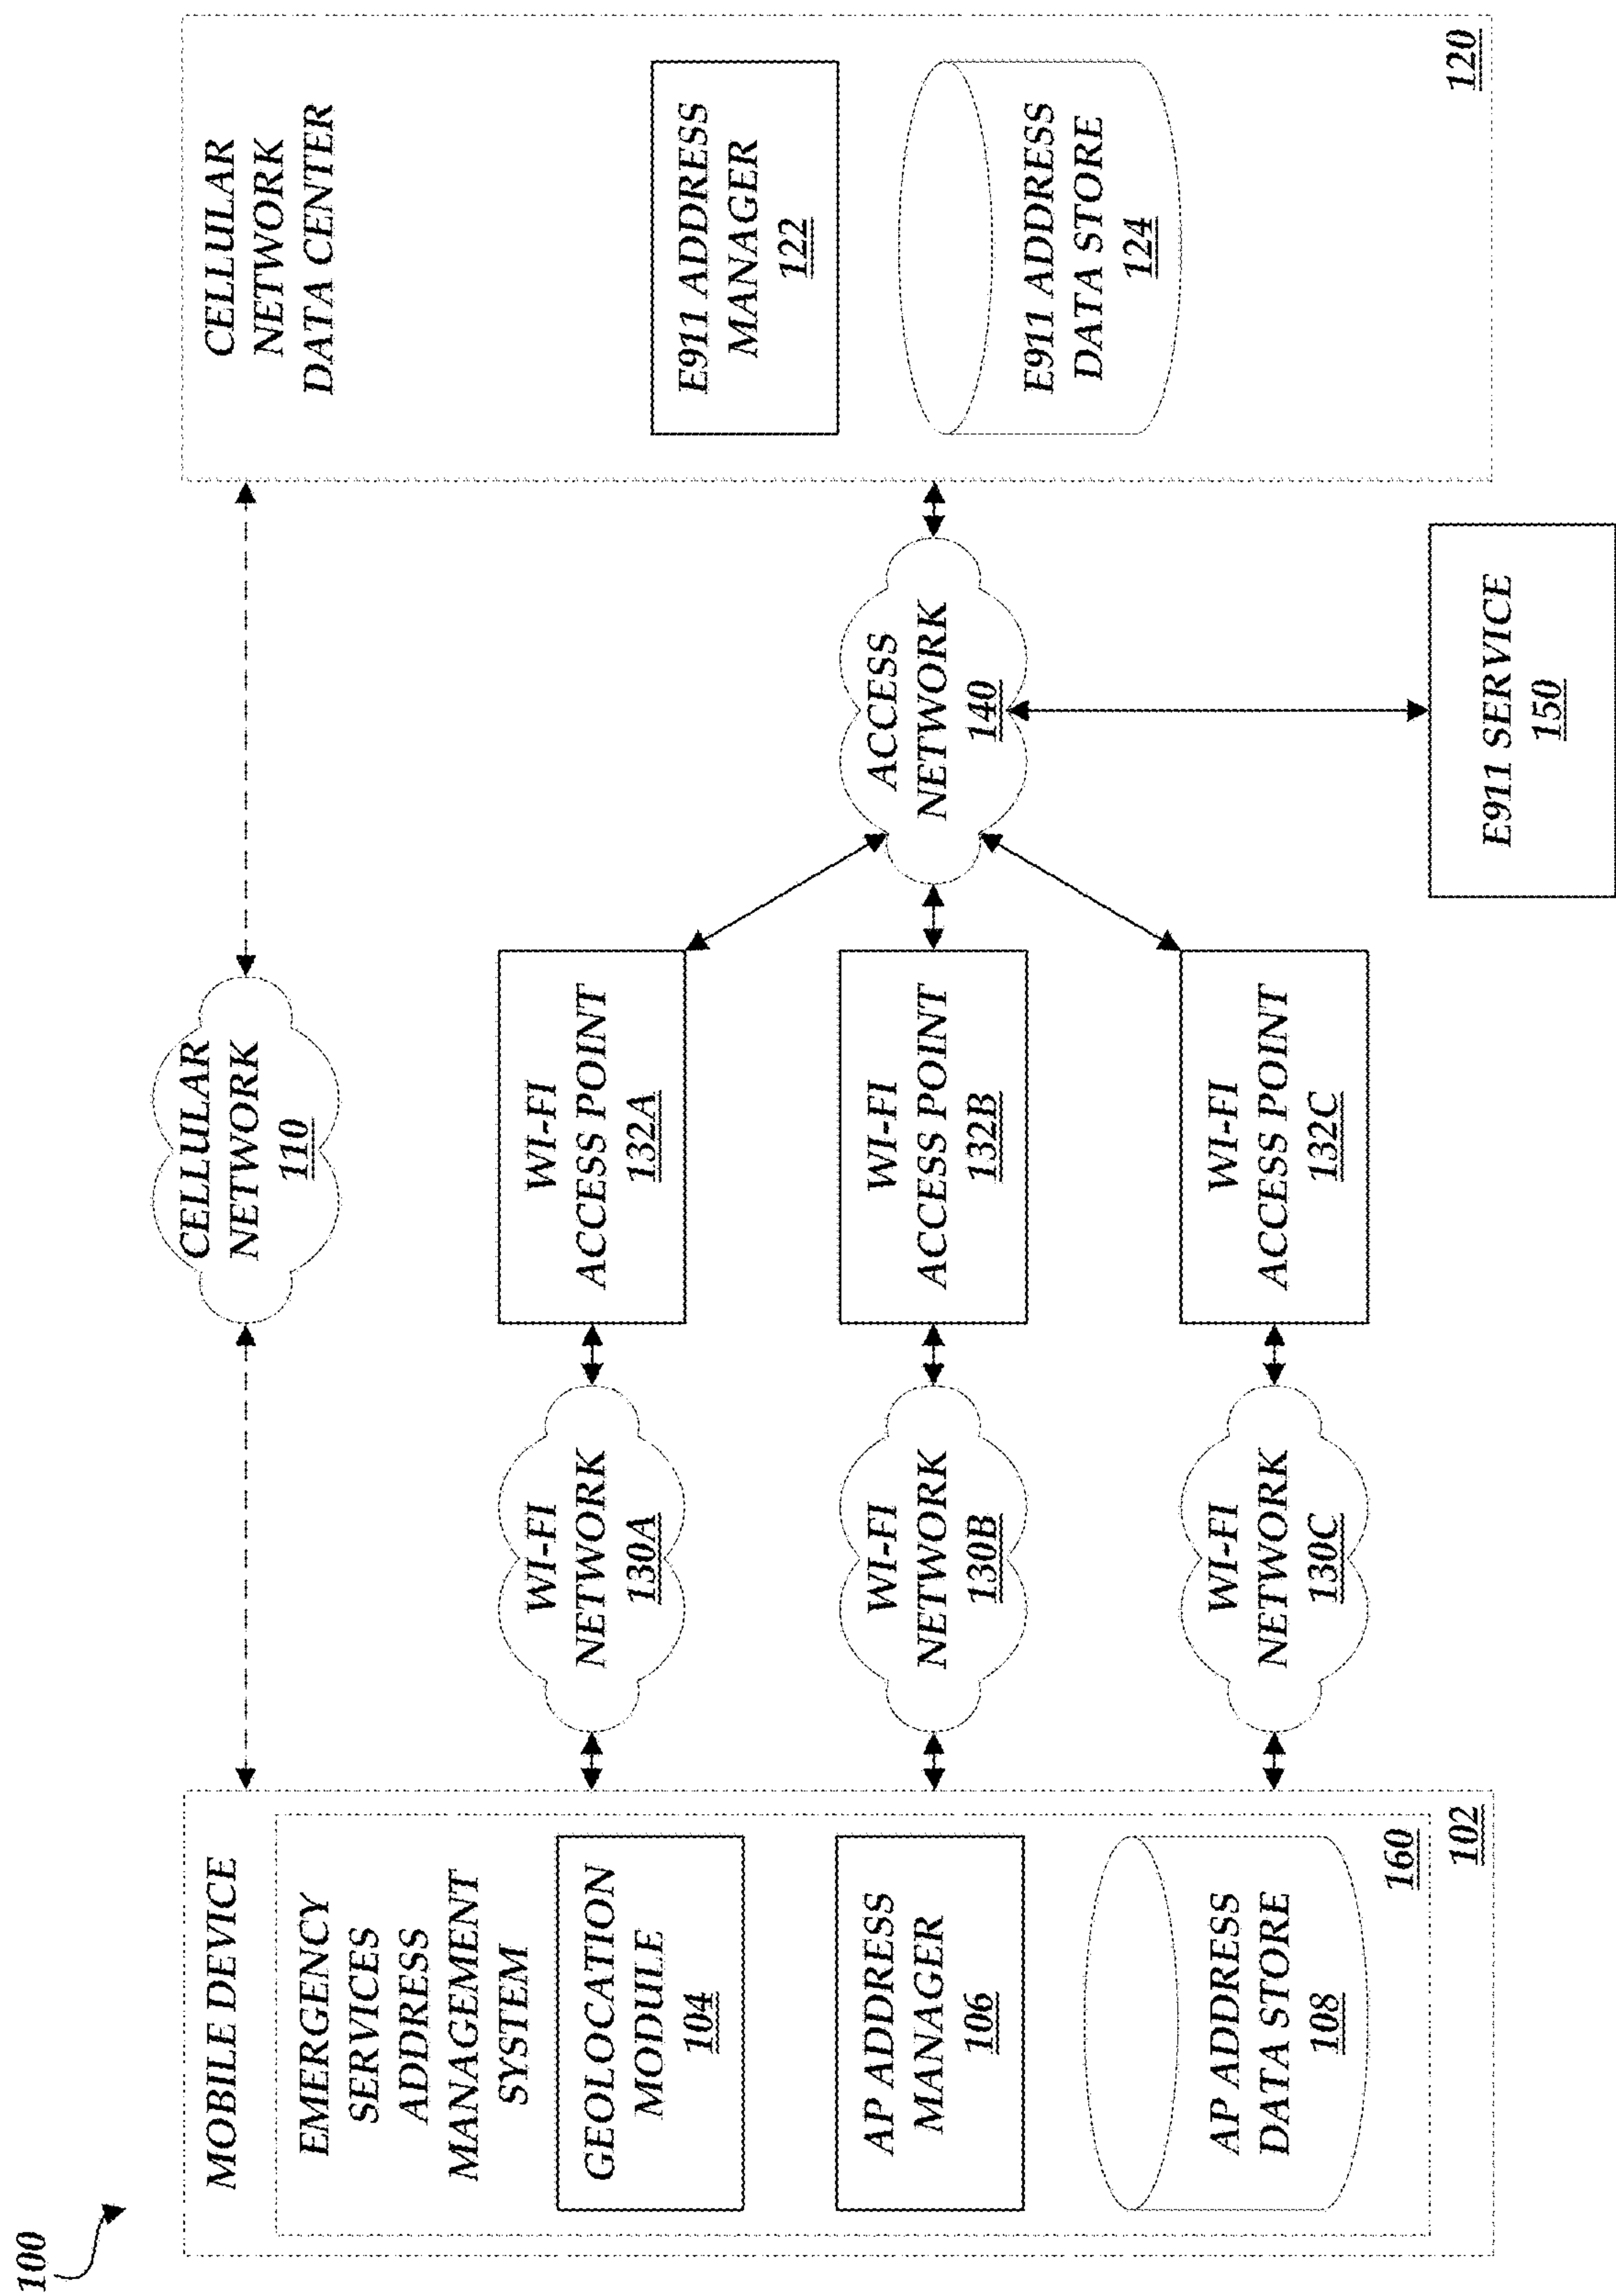 100
MOBILE DEVICE
EMERGENCY
SERVICES
ADDRESS
MANAGEMENT
SYSTEM
GEOLOCATION
MODULE
104
AP ADDRESS
MANAGER
106
AP ADDRESS
DATA STORE
108
160
102
CELLULAR
NETWORK
110
WI-FI
NETWORK
130A
WI-FI
NETWORK
130B
WI-FI
NETWORK
130C
WI-FI
ACCESS POINT
132A
WI-FI
ACCESS POINT
132B
WI-FI
ACCESS POINT
132C
ACCESS
NETWORK
140
E911 SERVICE
150
CELLULAR
NETWORK
DATA CENTER
E911 ADDRESS
MANAGER
122
E911 ADDRESS
DATA STORE
124
120